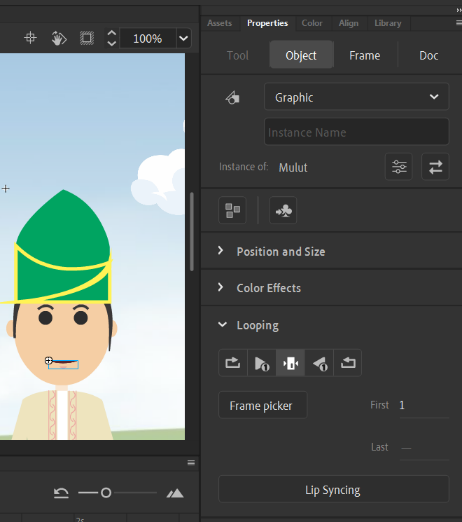 Assets Properties Color Align Library
100%
Tool Object Frame Doc
Graphic
Instance Name
Instance of: Mulut
Position and Size
Color Effects
Looping
Frame picker First 1
Last —
Lip Syncing